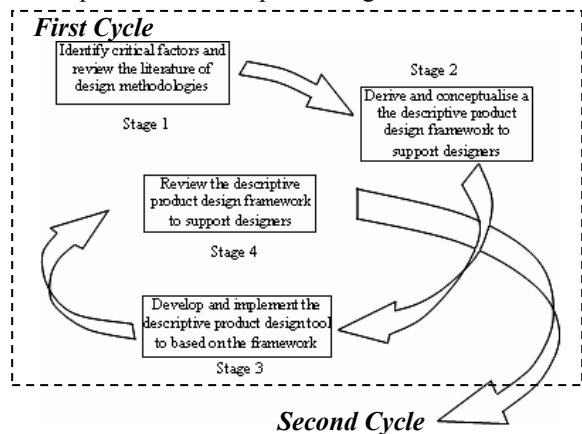 First Cycle
Identify critical factors and
review the literature of
design methodologies
Stage 1
Stage 2
Derive and conceptualise a
the descriptive product
design framework to
support designers
Review the descriptive
product design framework
to support designers
Stage 4
Develop and implement the
descriptive product design tool
to based on the framework
Stage 3
Second Cycle